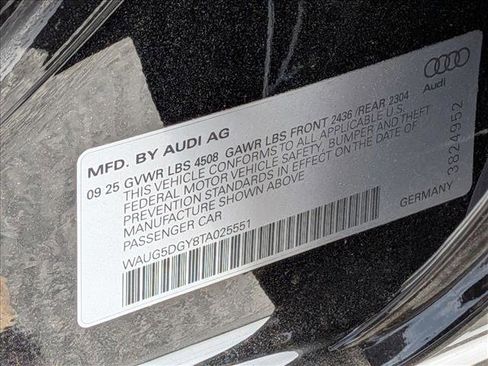 Audi
MFD. BY AUDI AG
09 25 GVWR LBS 4508 GAWR LBS FRONT 2436 /REAR 2304
THIS VEHICLE CONFORMS TO ALL APPLICABLE U.S.
FEDERAL MOTOR VEHICLE SAFETY, BUMPER AND THEFT
PREVENTION STANDARDS IN EFFECT ON THE DATE OF
MANUFACTURE SHOWN ABOVE
PASSENGER CAR
WAUG5DGY8TA025551
GERMANY
3824952